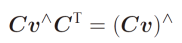 Cv^∧C^T = (Cv)^∧